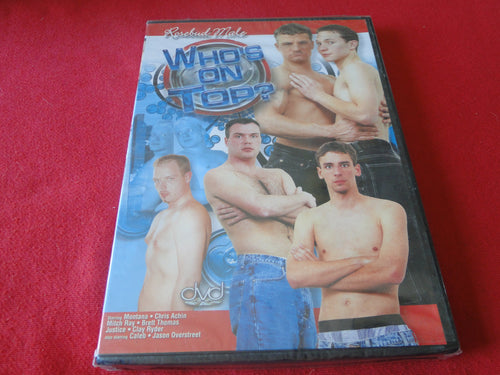 Rosebud Male
WHO'S
ON
TOP?
dvd
Starring Montana • Chris Achin
Mitch Ray • Brett Thomas
Justice • Clay Ryder
also starring Caleb • Jason Overstreet